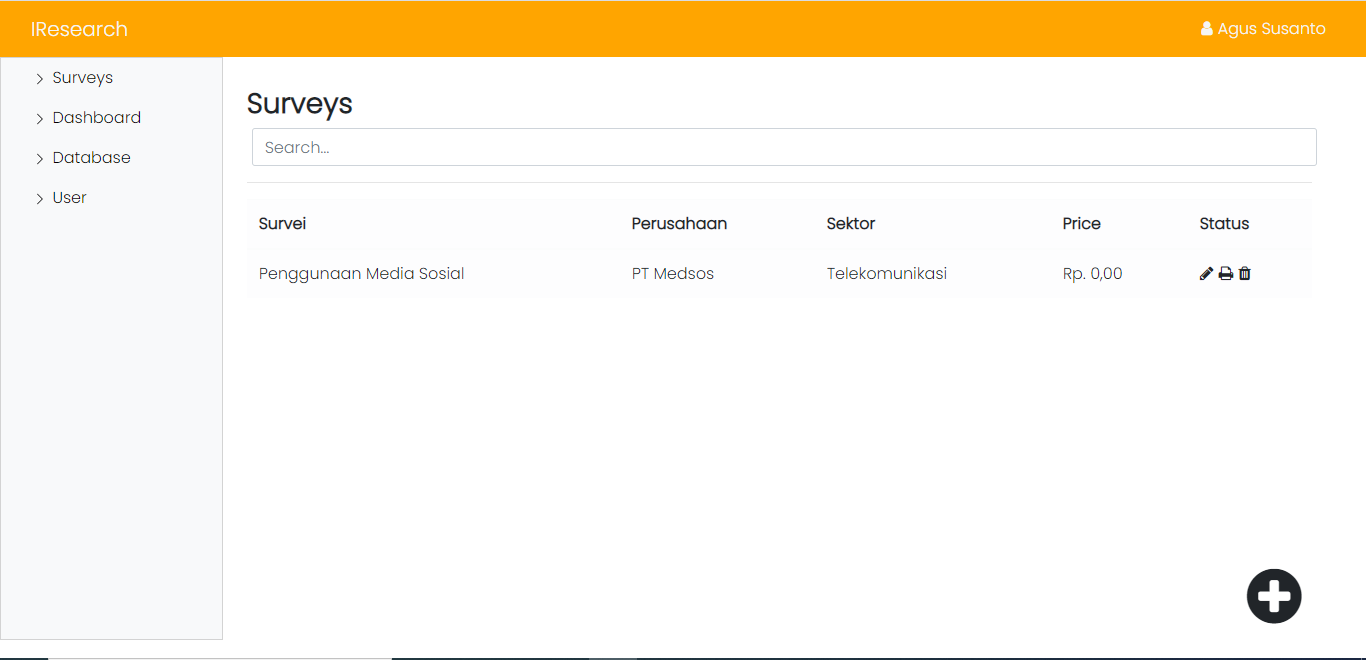 IResearch
Agus Susanto
Surveys
Dashboard
Database
User
Surveys
Search...
Survei Perusahaan Sektor Price Status
Penggunaan Media Sosial PT Medsos Telekomunikasi Rp. 0,00